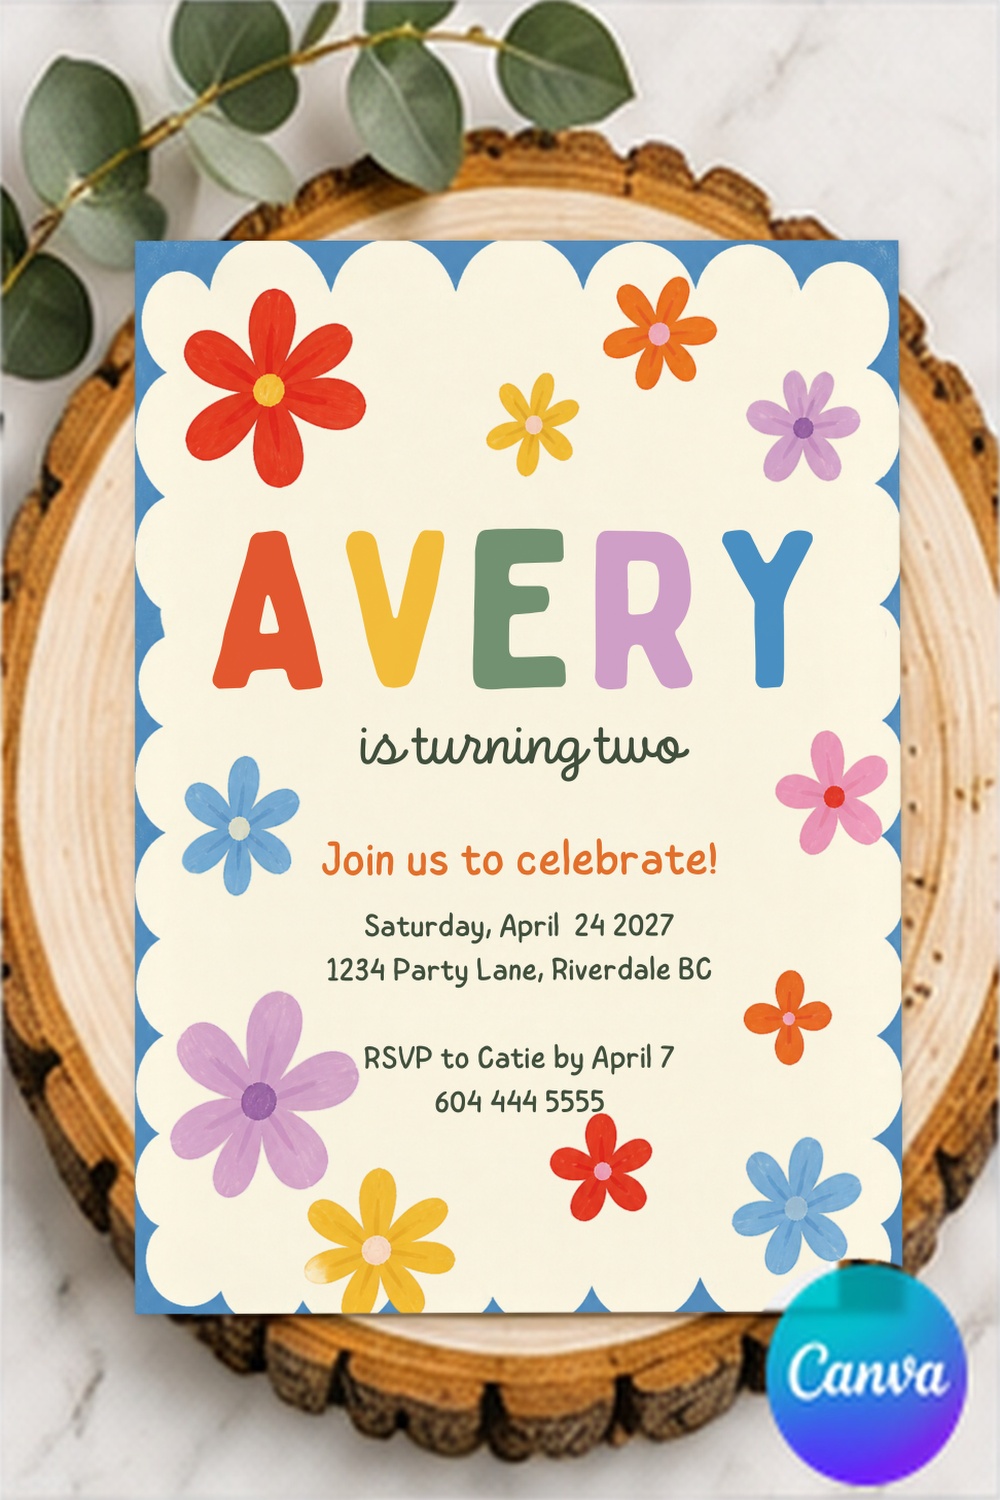 AVERY
is turning two
Join us to celebrate!
Saturday, April 24 2027
1234 Party Lane, Riverdale BC
RSVP to Catie by April 7
604 444 5555
Canva